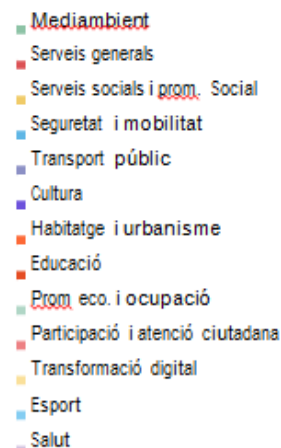 Mediambient
Serveis generals
Serveis socials i prom. Social
Seguretat i mobilitat
Transport públic
Cultura
Habitatge i urbanisme
Educació
Prom eco. i ocupació
Participació i atenció ciutadana
Transformació digital
Esport
Salut